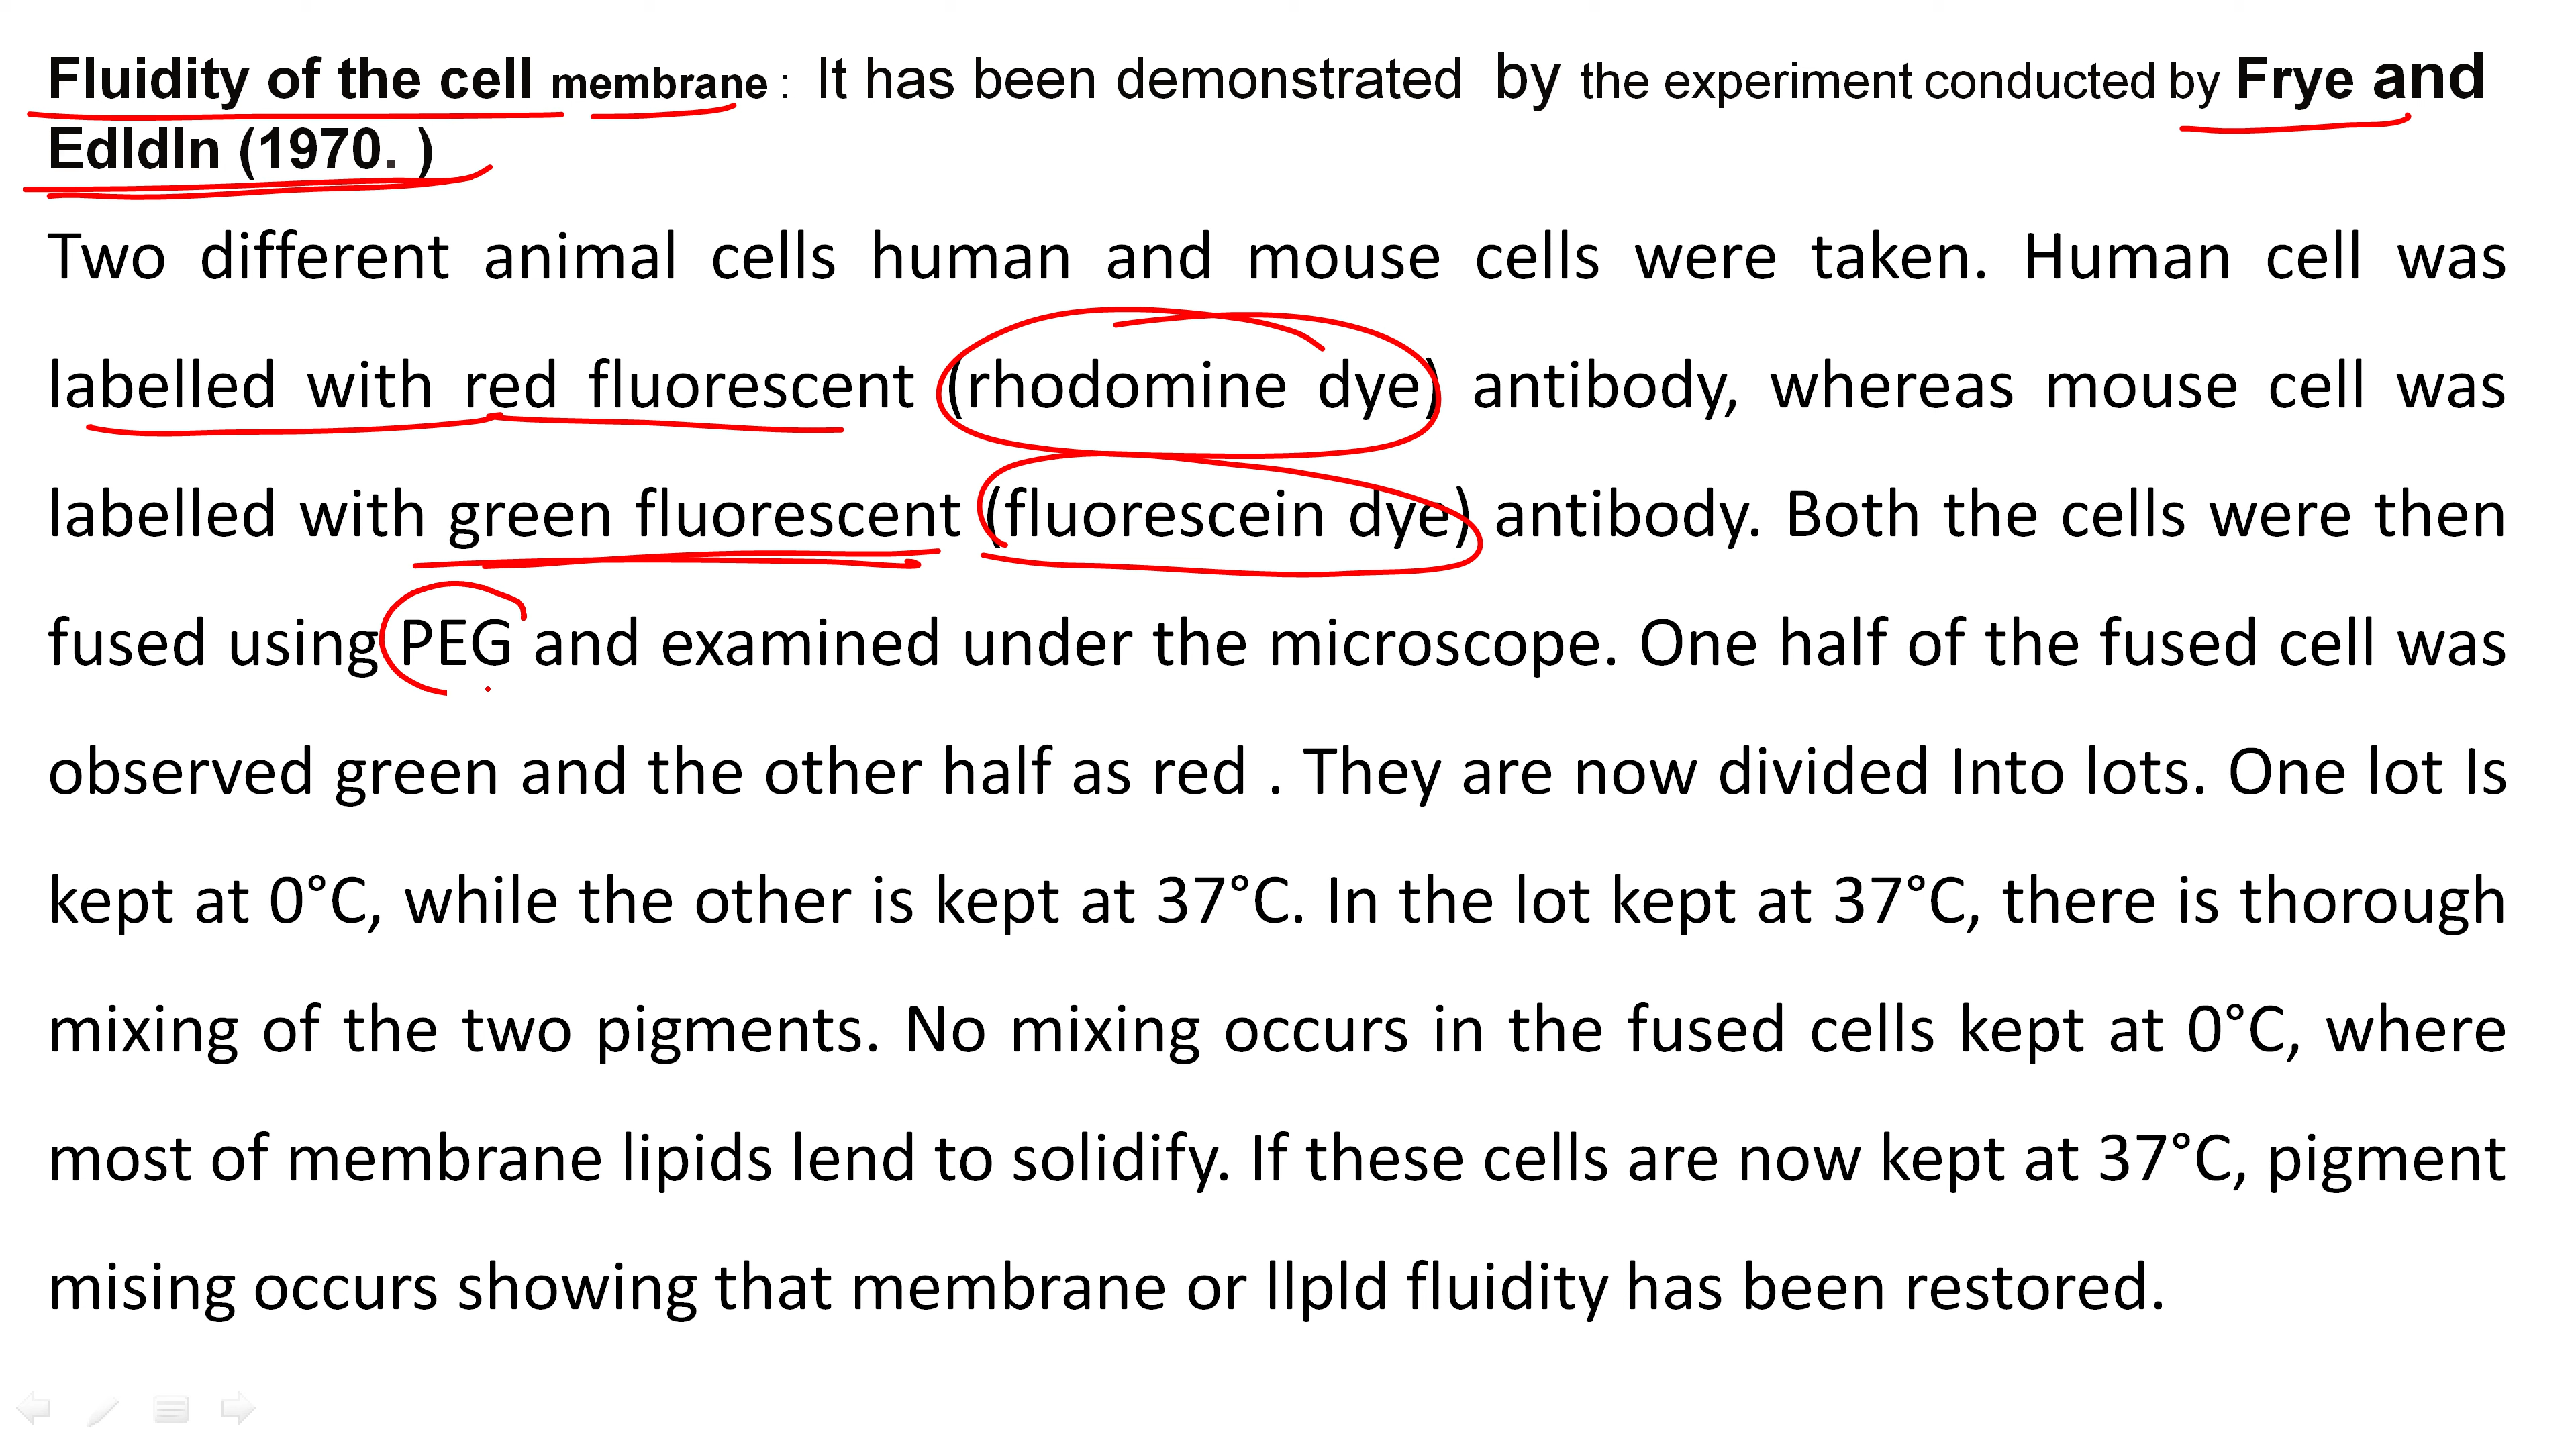 Fluidity of the cell membrane : It has been demonstrated by the experiment conducted by Frye and
Edldln (1970. )
Two different animal cells human and mouse cells were taken. Human cell was
labelled with red fluorescent (rhodomine dye) antibody, whereas mouse cell was
labelled with green fluorescent (fluorescein dye) antibody. Both the cells were then
fused using PEG and examined under the microscope. One half of the fused cell was
observed green and the other half as red . They are now divided Into lots. One lot Is
kept at 0°C, while the other is kept at 37°C. In the lot kept at 37°C, there is thorough
mixing of the two pigments. No mixing occurs in the fused cells kept at 0°C, where
most of membrane lipids lend to solidify. If these cells are now kept at 37°C, pigment
mising occurs showing that membrane or llpld fluidity has been restored.